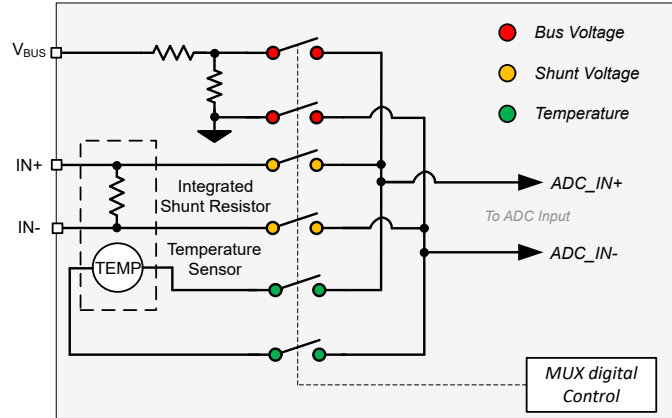 VBUS
Bus Voltage
Shunt Voltage
Temperature
IN+
Integrated
Shunt Resistor
ADC_IN+
IN-
To ADC Input
Temperature
Sensor
TEMP
ADC_IN-
MUX digital
Control